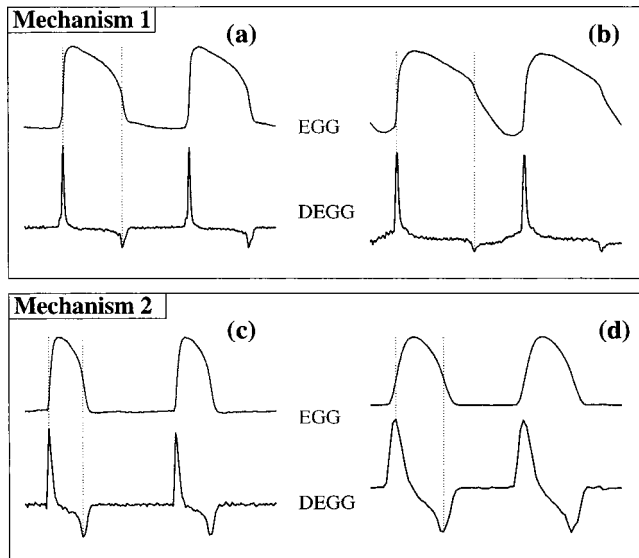 Mechanism 1
(a)
(b)
EGG
DEGG
Mechanism 2
(c)
(d)
EGG
DEGG